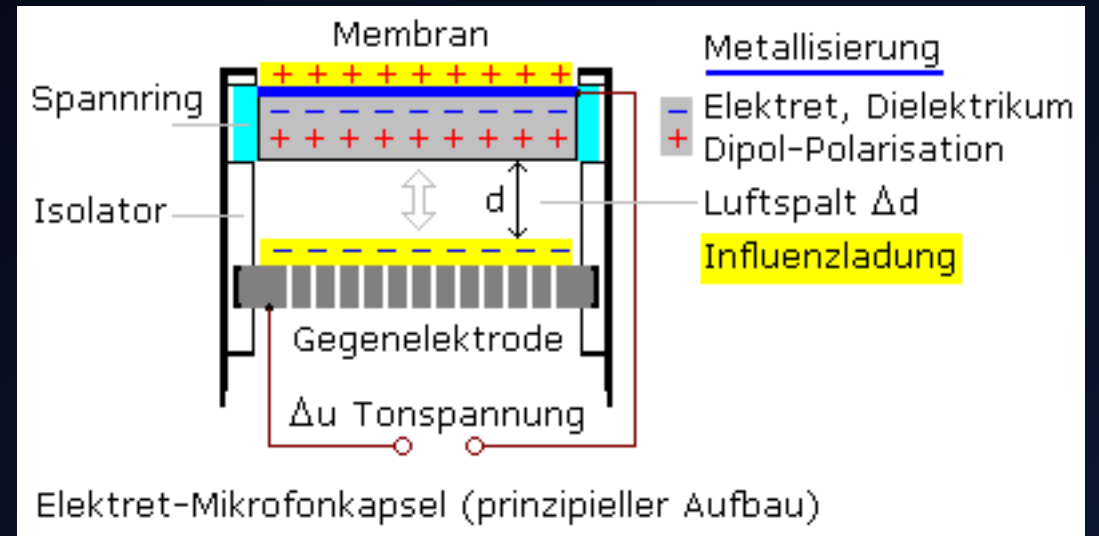 Membran
Metallisierung
Spannring
Elektret, Dielektrikum
Dipol-Polarisation
Isolator
d
Luftspalt Δd
Influenzladung
Gegenelektrode
Δu Tonspannung
Elektret-Mikrofonkapsel (prinzipieller Aufbau)